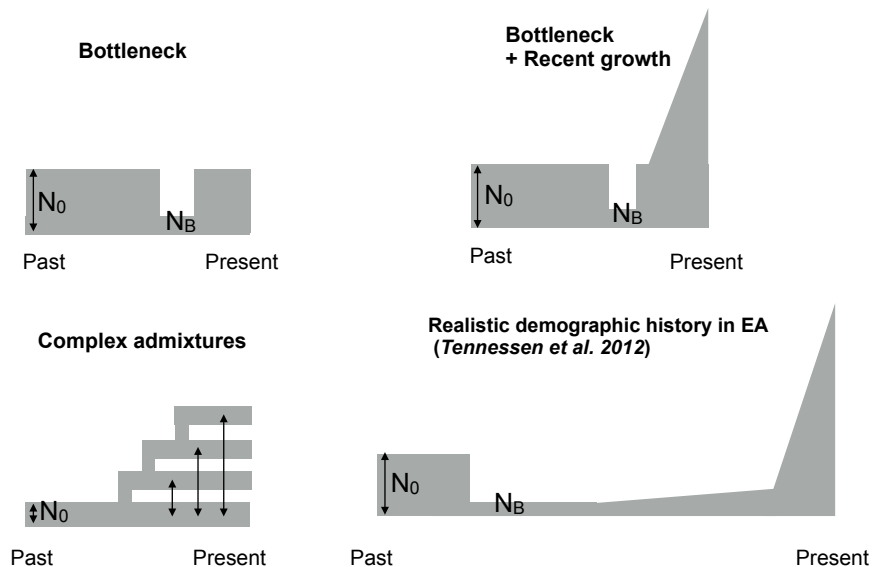 Bottleneck
N0
NB
Past Present
Bottleneck
+ Recent growth
N0
NB
Past Present
Complex admixtures
N0
Past Present
Realistic demographic history in EA
(Tennessen et al. 2012)
N0
NB
Past Present